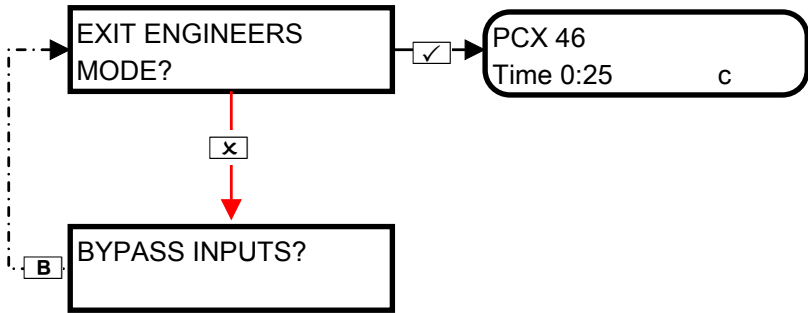 EXIT ENGINEERS
MODE?
✓
PCX 46
Time 0:25 c
x
BYPASS INPUTS?
B